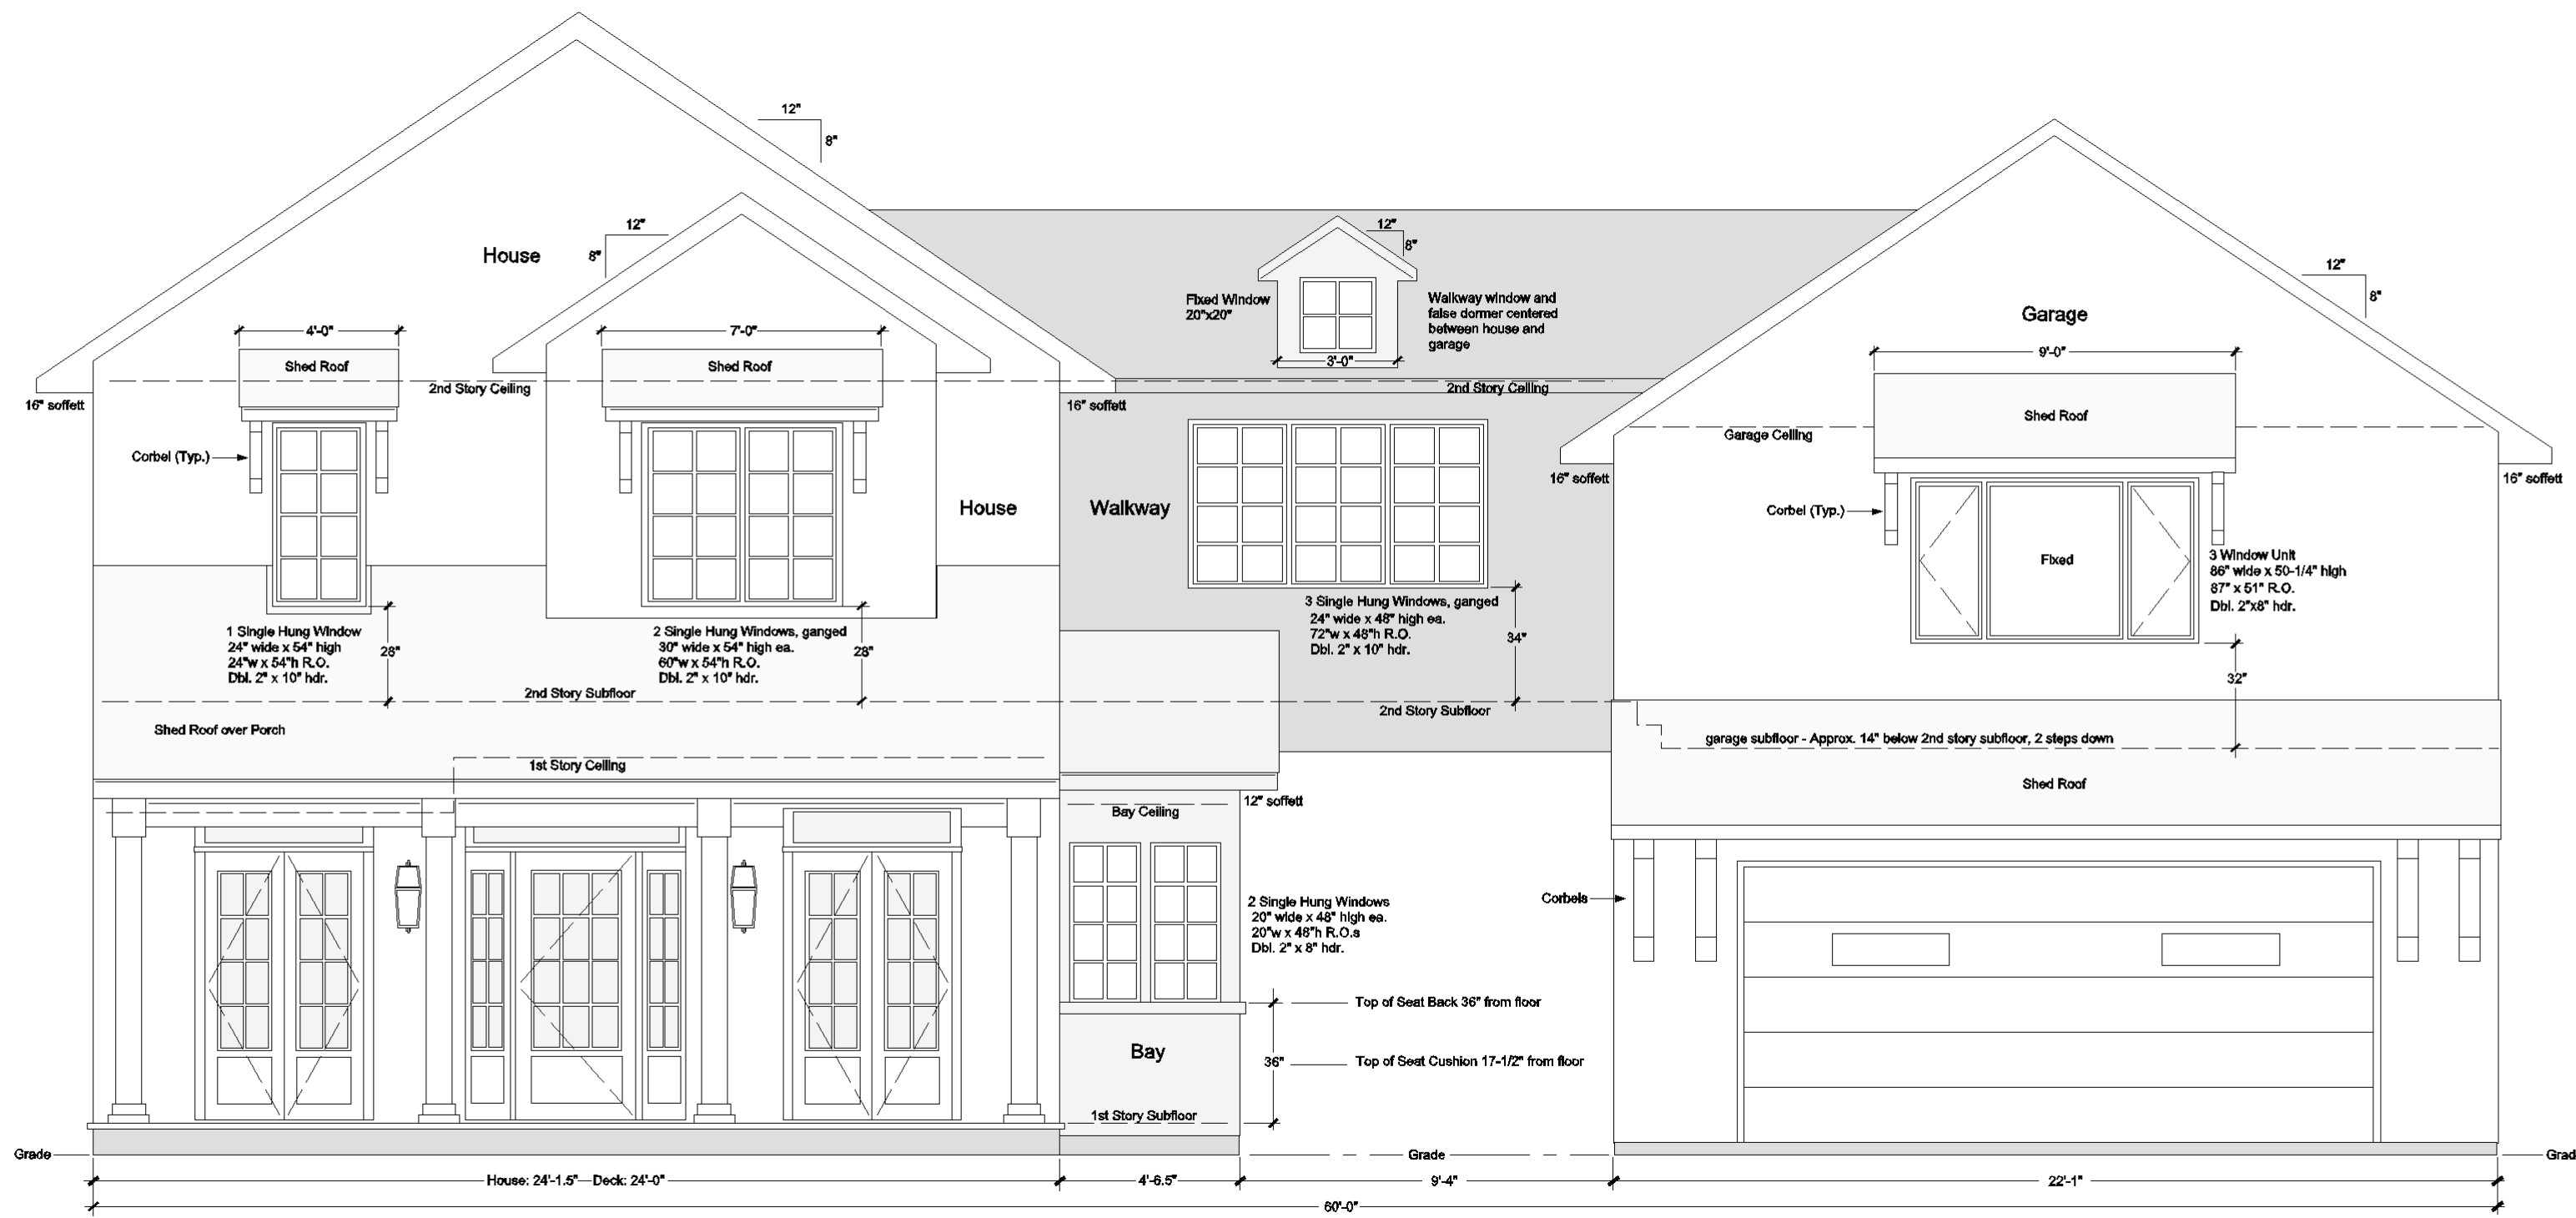 12"
8"
12"
8"
House
12"
8"
Fixed Window
20"x20"
Walkway window and
false dormer centered
between house and
garage
3'-0"
12"
8"
Garage
4'-0"
7'-0"
9'-0"
Shed Roof
Shed Roof
Shed Roof
2nd Story Ceiling
2nd Story Ceiling
Garage Ceiling
16" soffett
16" soffett
16" soffett
16" soffett
Corbel (Typ.)
House
Walkway
Corbel (Typ.)
Fixed
3 Window Unit
86" wide x 50-1/4" high
87" x 51" R.O.
Dbl. 2"x8" hdr.
1 Single Hung Window
24" wide x 54" high
24"w x 54"h R.O.
Dbl. 2" x 10" hdr.
28"
2 Single Hung Windows, ganged
30" wide x 54" high ea.
60"w x 54"h R.O.
Dbl. 2" x 10" hdr.
28"
3 Single Hung Windows, ganged
24" wide x 48" high ea.
72"w x 48"h R.O.
Dbl. 2" x 10" hdr.
34"
32"
2nd Story Subfloor
2nd Story Subfloor
Shed Roof over Porch
garage subfloor - Approx. 14" below 2nd story subfloor, 2 steps down
1st Story Ceiling
Shed Roof
Bay Ceiling
12" soffett
2 Single Hung Windows
20" wide x 48" high ea.
20"w x 48"h R.O.s
Dbl. 2" x 8" hdr.
Corbels
Top of Seat Back 36" from floor
Bay
36"
Top of Seat Cushion 17-1/2" from floor
1st Story Subfloor
Grade
Grade
Grad
House: 24'-1.5"
Deck: 24'-0"
4'-6.5"
9'-4"
22'-1"
60'-0"